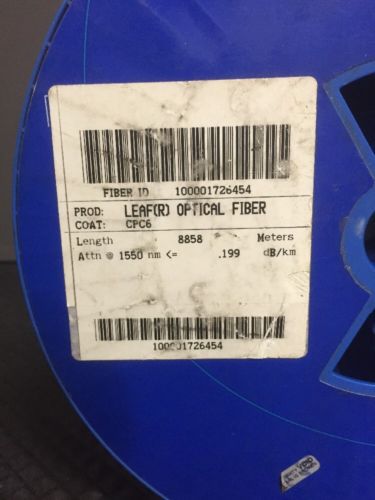 FIBER ID 100001726454
PROD: LEAF(R) OPTICAL FIBER
COAT: CPC6
Length 8858 Meters
Attn @ 1550 nm <= .199 dB/km
100001726454